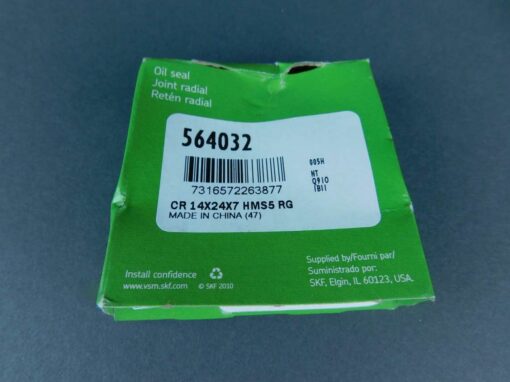 Oil seal
Joint radial
Retén radial
564032
005H
NT
0910
1B11
7316572263877
CR 14X24X7 HMS5 RG
MADE IN CHINA (47)
Install confidence
www.vsm.skf.com
© SKF 2010
Supplied by/Fourni par/
Suministrado por:
SKF, Elgin, IL 60123, USA.